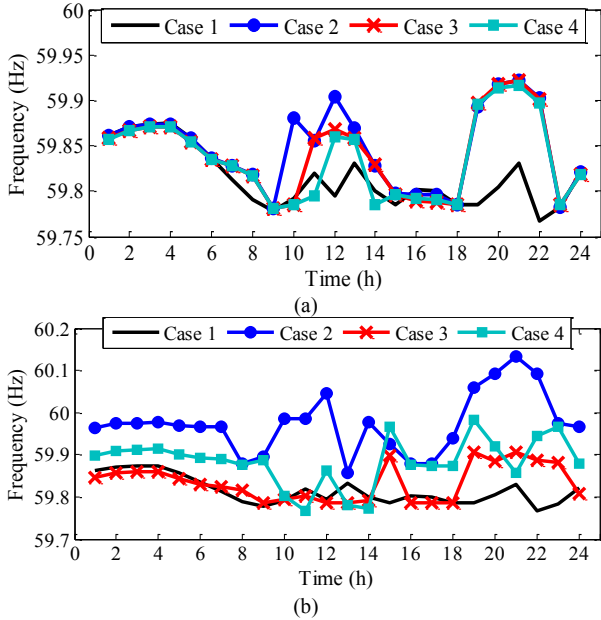 Case 1 Case 2 Case 3 Case 4
59.95
59.9
59.85
59.8
59.75
Frequency (Hz)
0 2 4 6 8 10 12 14 16 18 20 22 24
Time (h)
(a)
Case 1 Case 2 Case 3 Case 4
60.2
60.1
60
59.9
59.8
59.7
Frequency (Hz)
0 2 4 6 8 10 12 14 16 18 20 22 24
Time (h)
(b)